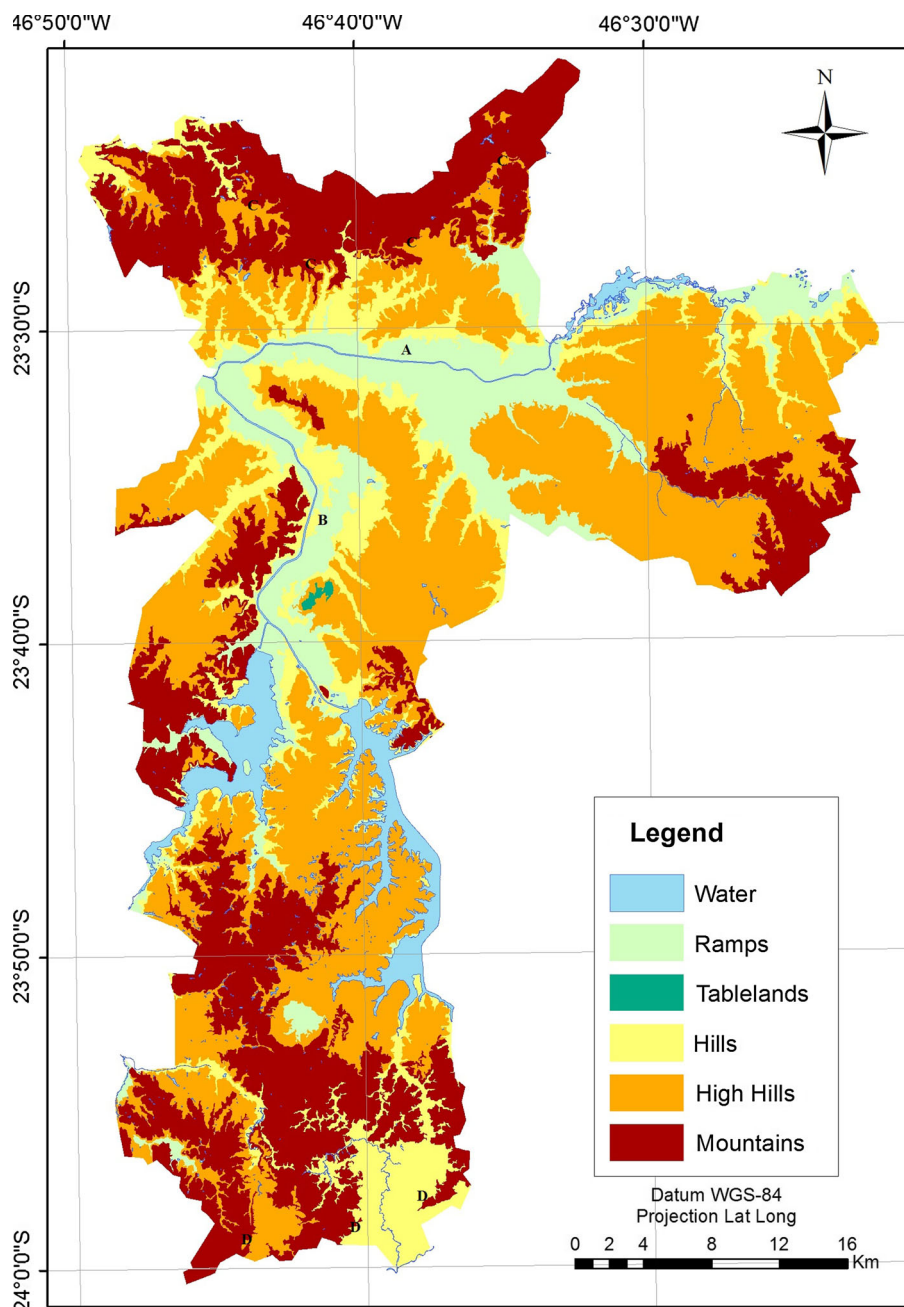 46°50'0"W 46°40'0"W 46°30'0"W
N
C
C
C
C
23°30'0"S
A
B
23°40'0"S
Legend
Water
Ramps
Tablelands
Hills
High Hills
Mountains
23°50'0"S
D
D
D
Datum WGS-84
Projection Lat Long
0 2 4 8 12 16
Km
24°0'0"S